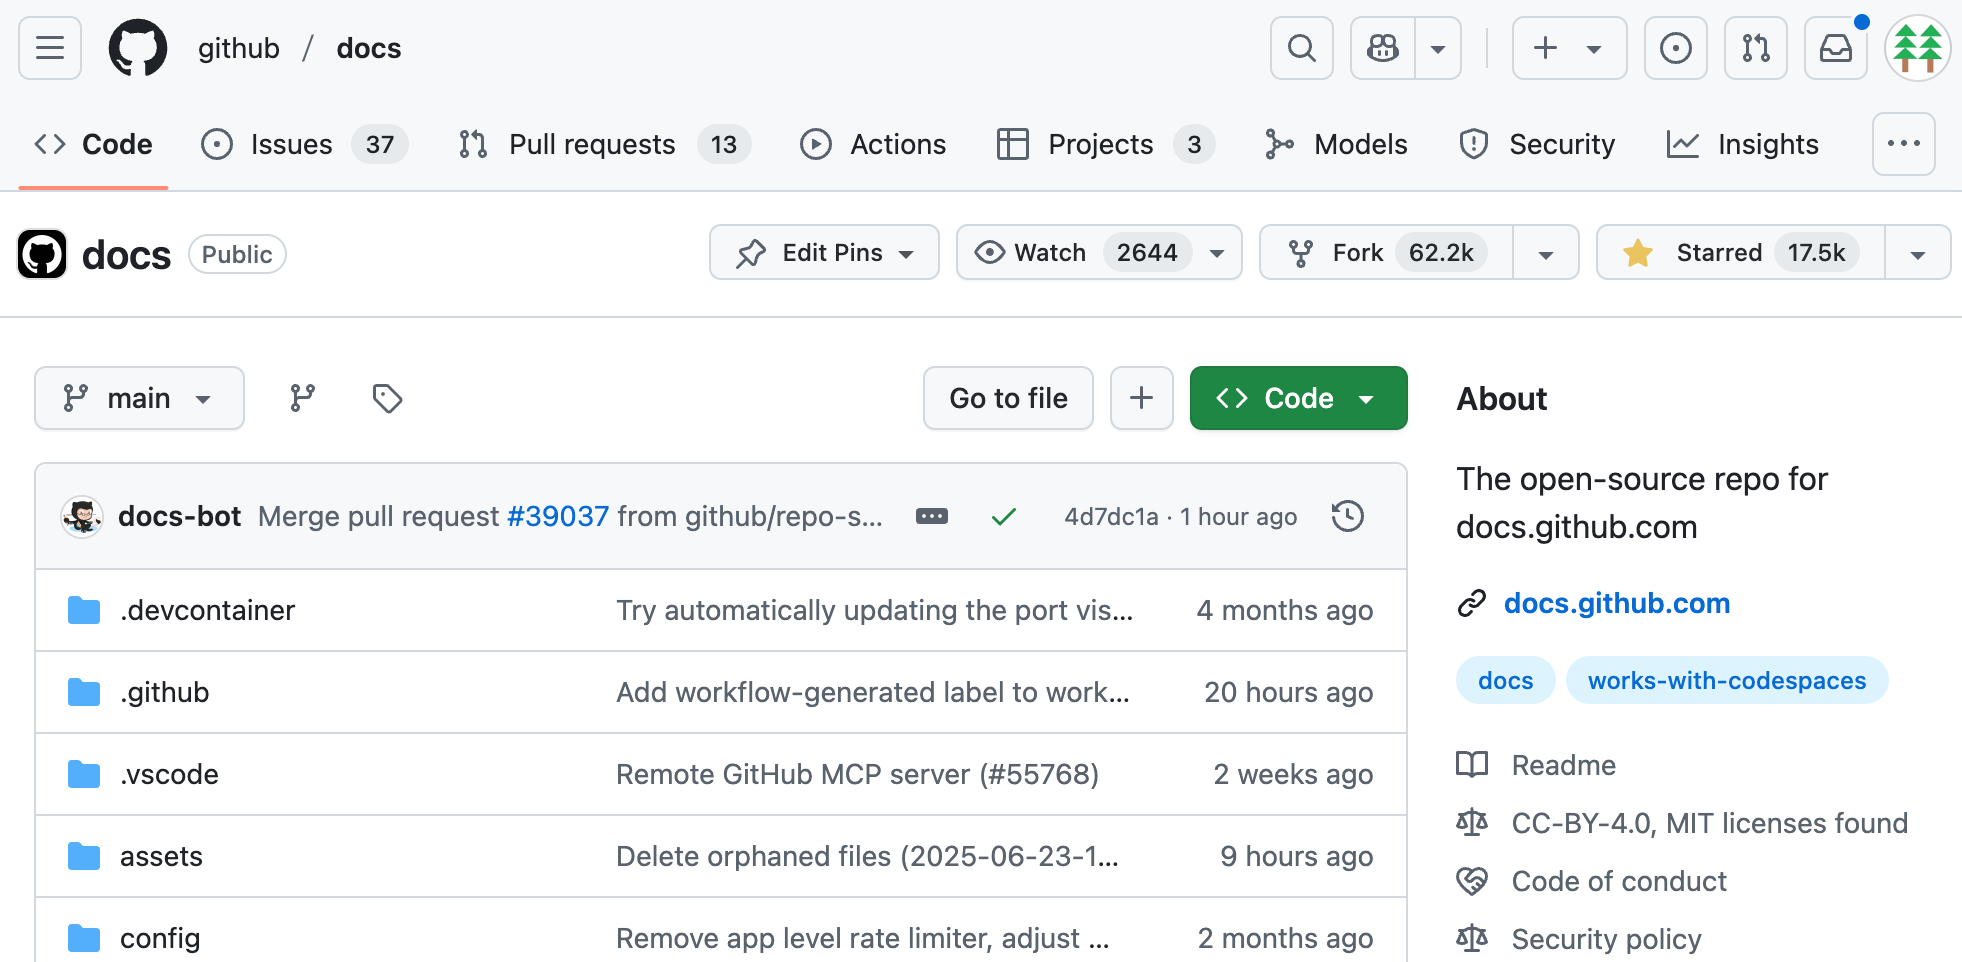 github / docs
Code Issues 37 Pull requests 13 Actions Projects 3 Models Security Insights
docs Public Edit Pins Watch 2644 Fork 62.2k Starred 17.5k
main Go to file Code About
The open-source repo for
docs.github.com
docs-bot Merge pull request #39037 from github/repo-s... 4d7dc1a · 1 hour ago
docs.github.com
.devcontainer Try automatically updating the port vis... 4 months ago
docs works-with-codespaces
.github Add workflow-generated label to work... 20 hours ago
.vscode Remote GitHub MCP server (#55768) 2 weeks ago
Readme
CC-BY-4.0, MIT licenses found
assets Delete orphaned files (2025-06-23-1... 9 hours ago
Code of conduct
config Remove app level rate limiter, adjust ... 2 months ago
Security policy